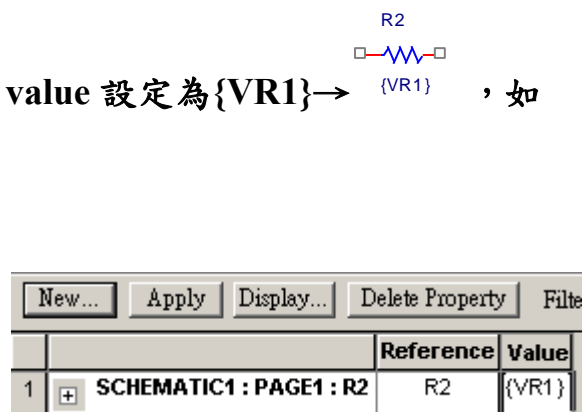 R2
value 設定為{VR1}→ {VR1} ，如
New... Apply Display... Delete Property Filte
Reference Value
1 SCHEMATIC1 : PAGE1 : R2 R2 {VR1}